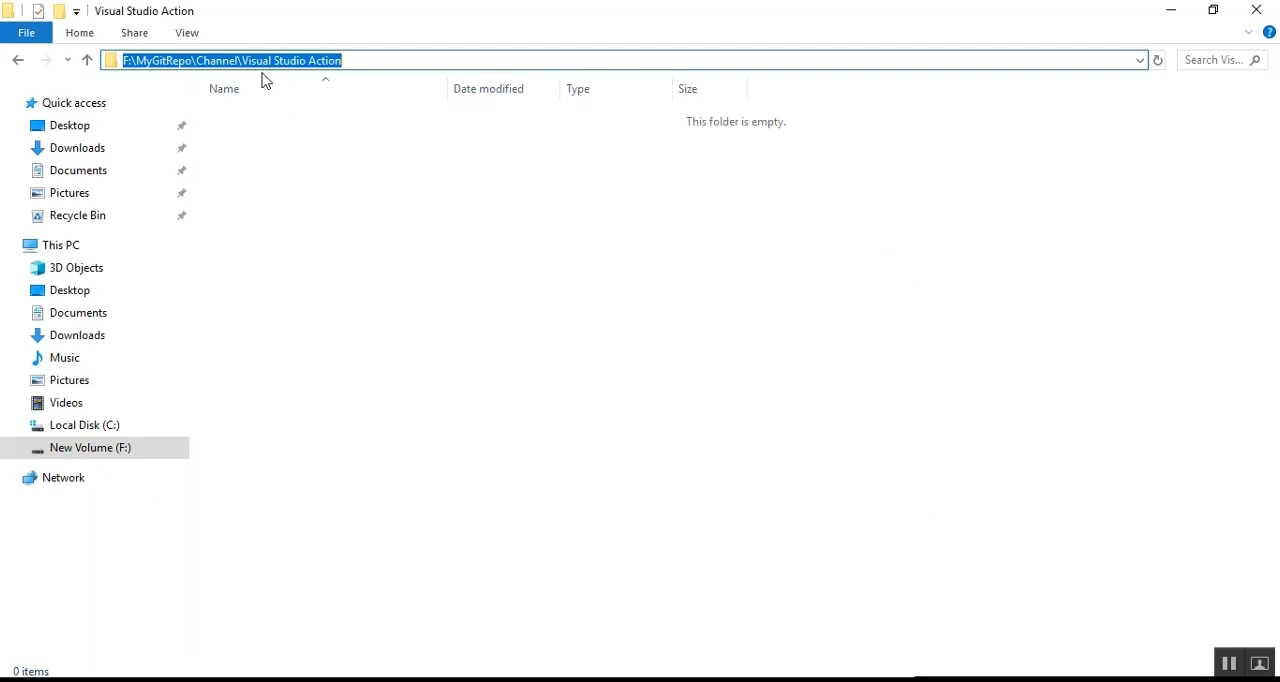 Visual Studio Action
File Home Share View
F:\MyGitRepo\Channel\Visual Studio Action
Search Vis...
Name Date modified Type Size
This folder is empty.
Quick access
Desktop
Downloads
Documents
Pictures
Recycle Bin
This PC
3D Objects
Desktop
Documents
Downloads
Music
Pictures
Videos
Local Disk (C:)
New Volume (F:)
Network
0 items